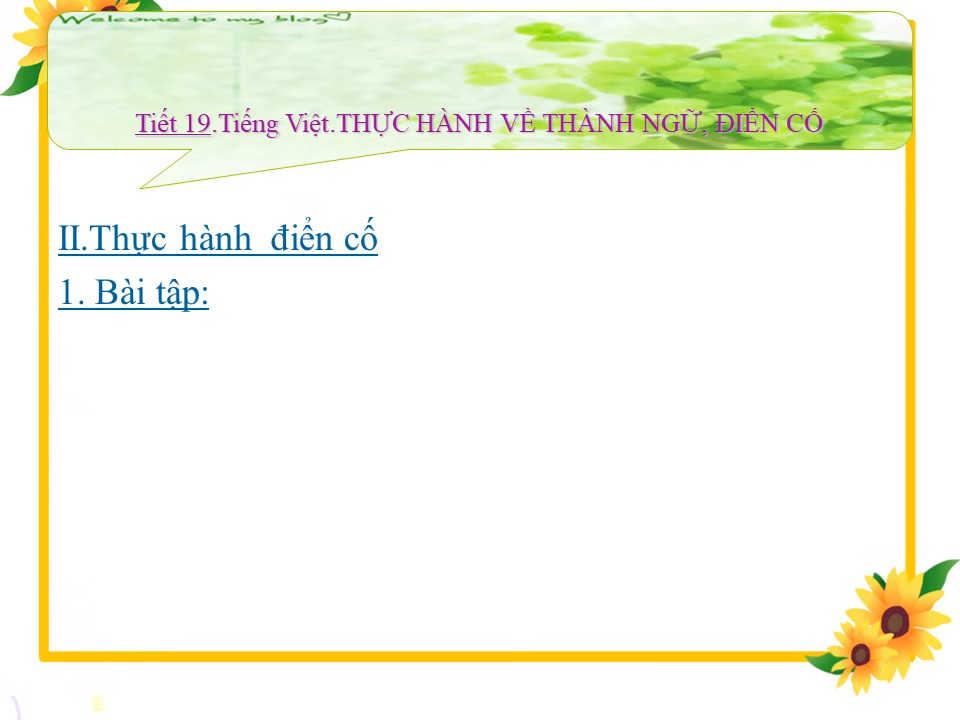 Welcome to my blog
Tiết 19.Tiếng Việt.THỰC HÀNH VỀ THÀNH NGỮ, ĐIỂN CỐ
II.Thực hành điển cố
1. Bài tập: